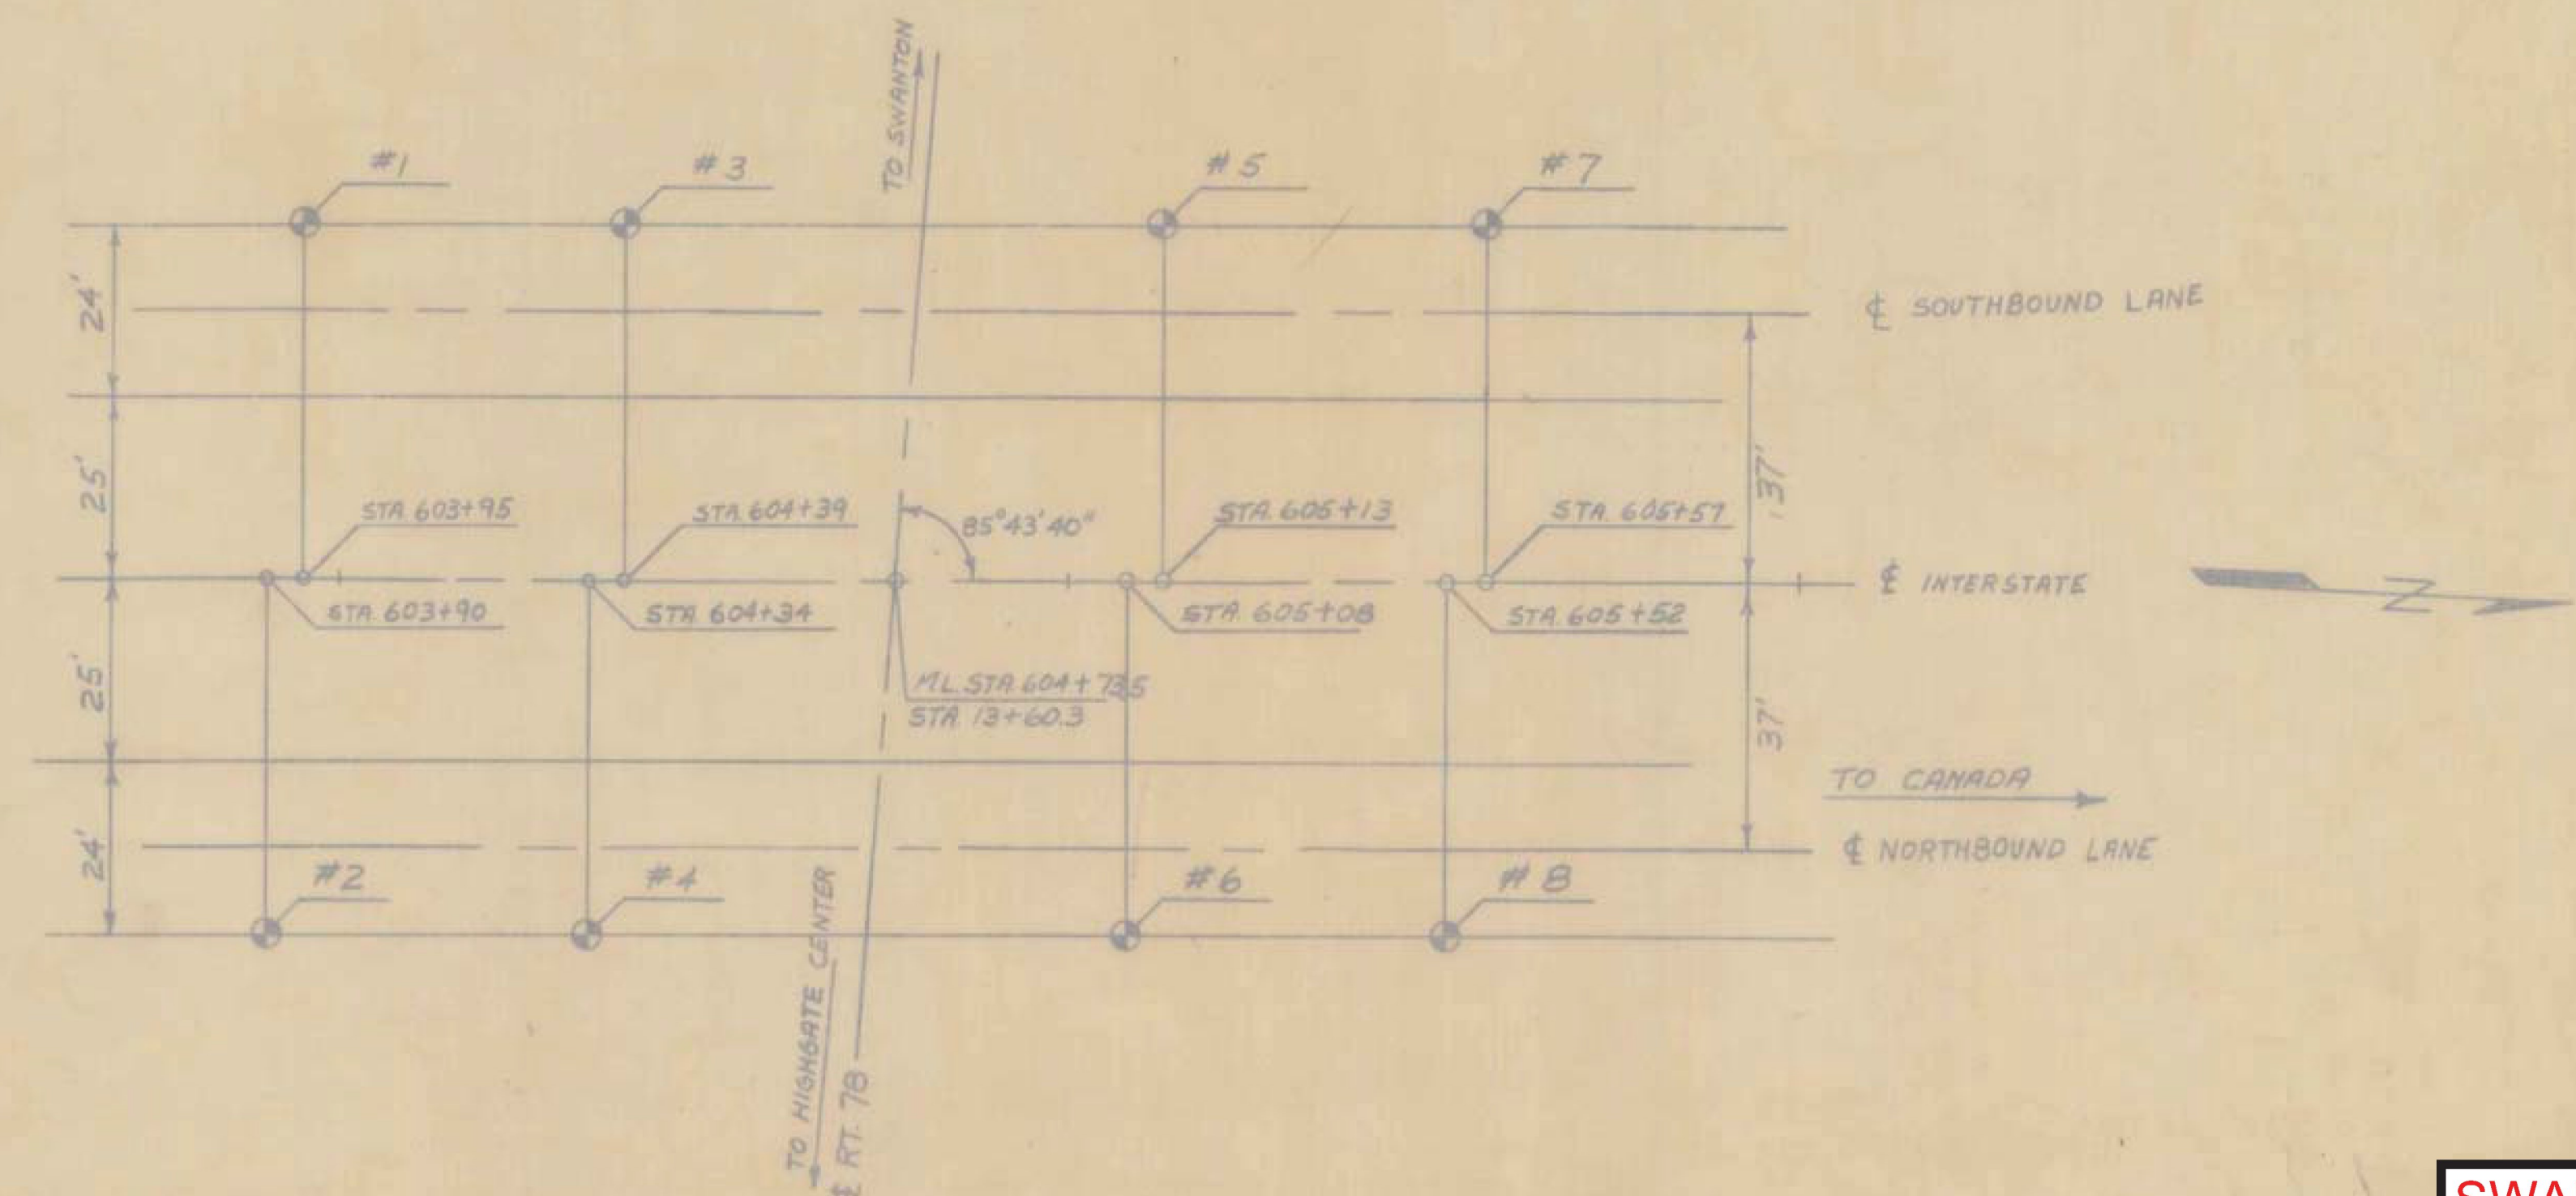 TO SWANTON
#1
#3
#5
#7
24'
℄ SOUTHBOUND LANE
25'
37'
STA. 603+95
STA. 604+39
85°43'40"
STA. 605+13
STA. 605+57
℄ INTERSTATE
N
STA. 603+90
STA. 604+34
STA. 605+08
STA. 605+52
25'
M.L. STA. 604+73.5
STA. 13+60.3
37'
TO CANADA
℄ NORTHBOUND LANE
24'
#2
#4
#6
#8
TO HIGHGATE CENTER
℄ RT. 78